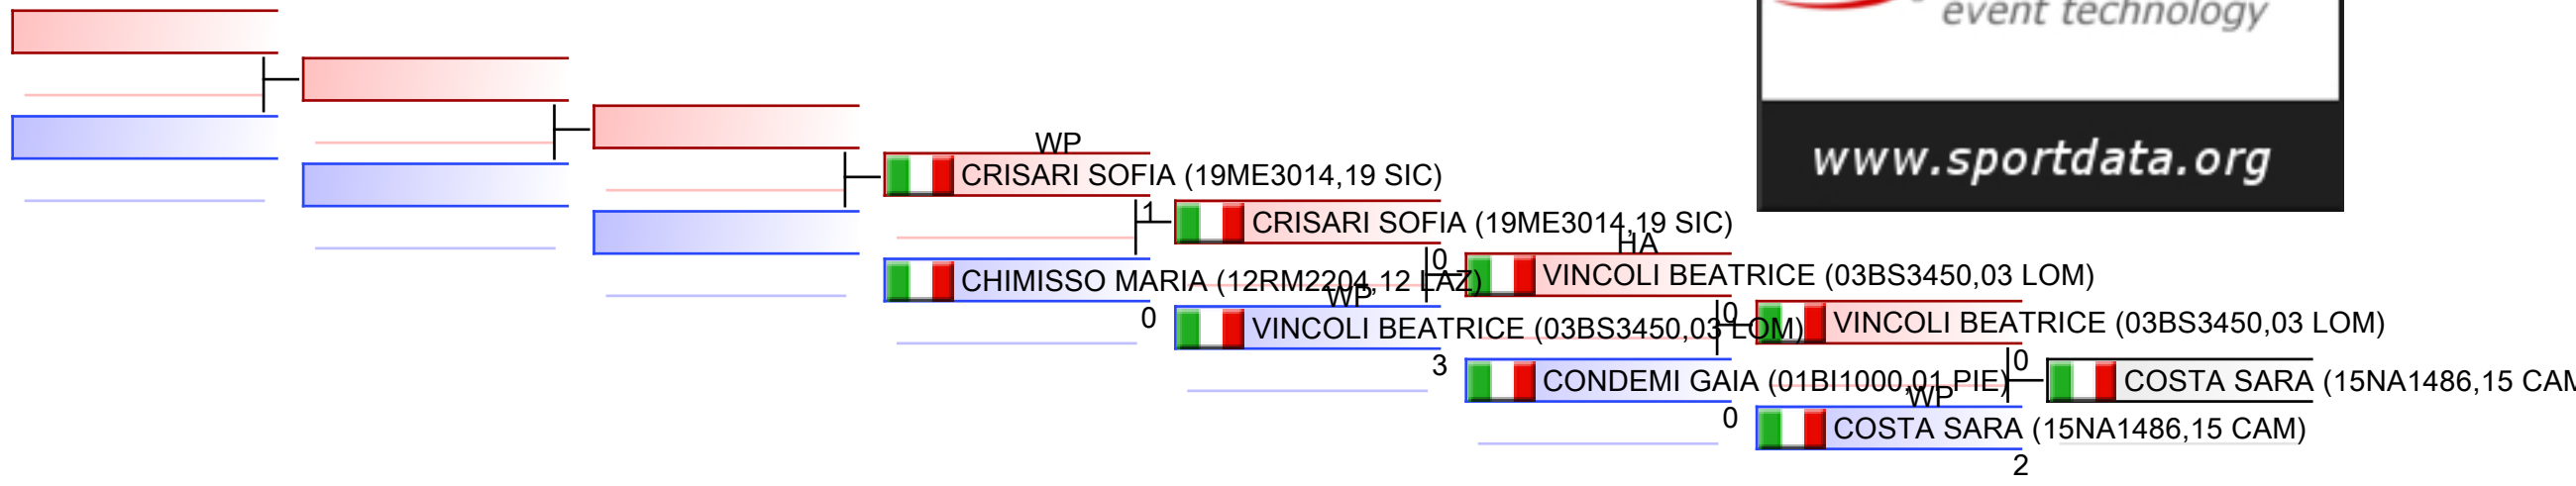 event technology
www.sportdata.org
WP
CRISARI SOFIA (19ME3014,19 SIC)
1
CRISARI SOFIA (19ME3014,19 SIC)
HA
0
VINCOLI BEATRICE (03BS3450,03 LOM)
CHIMISSO MARIA (12RM2204,12 LAZ)
WP
0
0
VINCOLI BEATRICE (03BS3450,03 LOM)
VINCOLI BEATRICE (03BS3450,03 LOM)
3
0
CONDEMI GAIA (01BI1000,01 PIE)
COSTA SARA (15NA1486,15 CAM
WP
0
COSTA SARA (15NA1486,15 CAM)
2